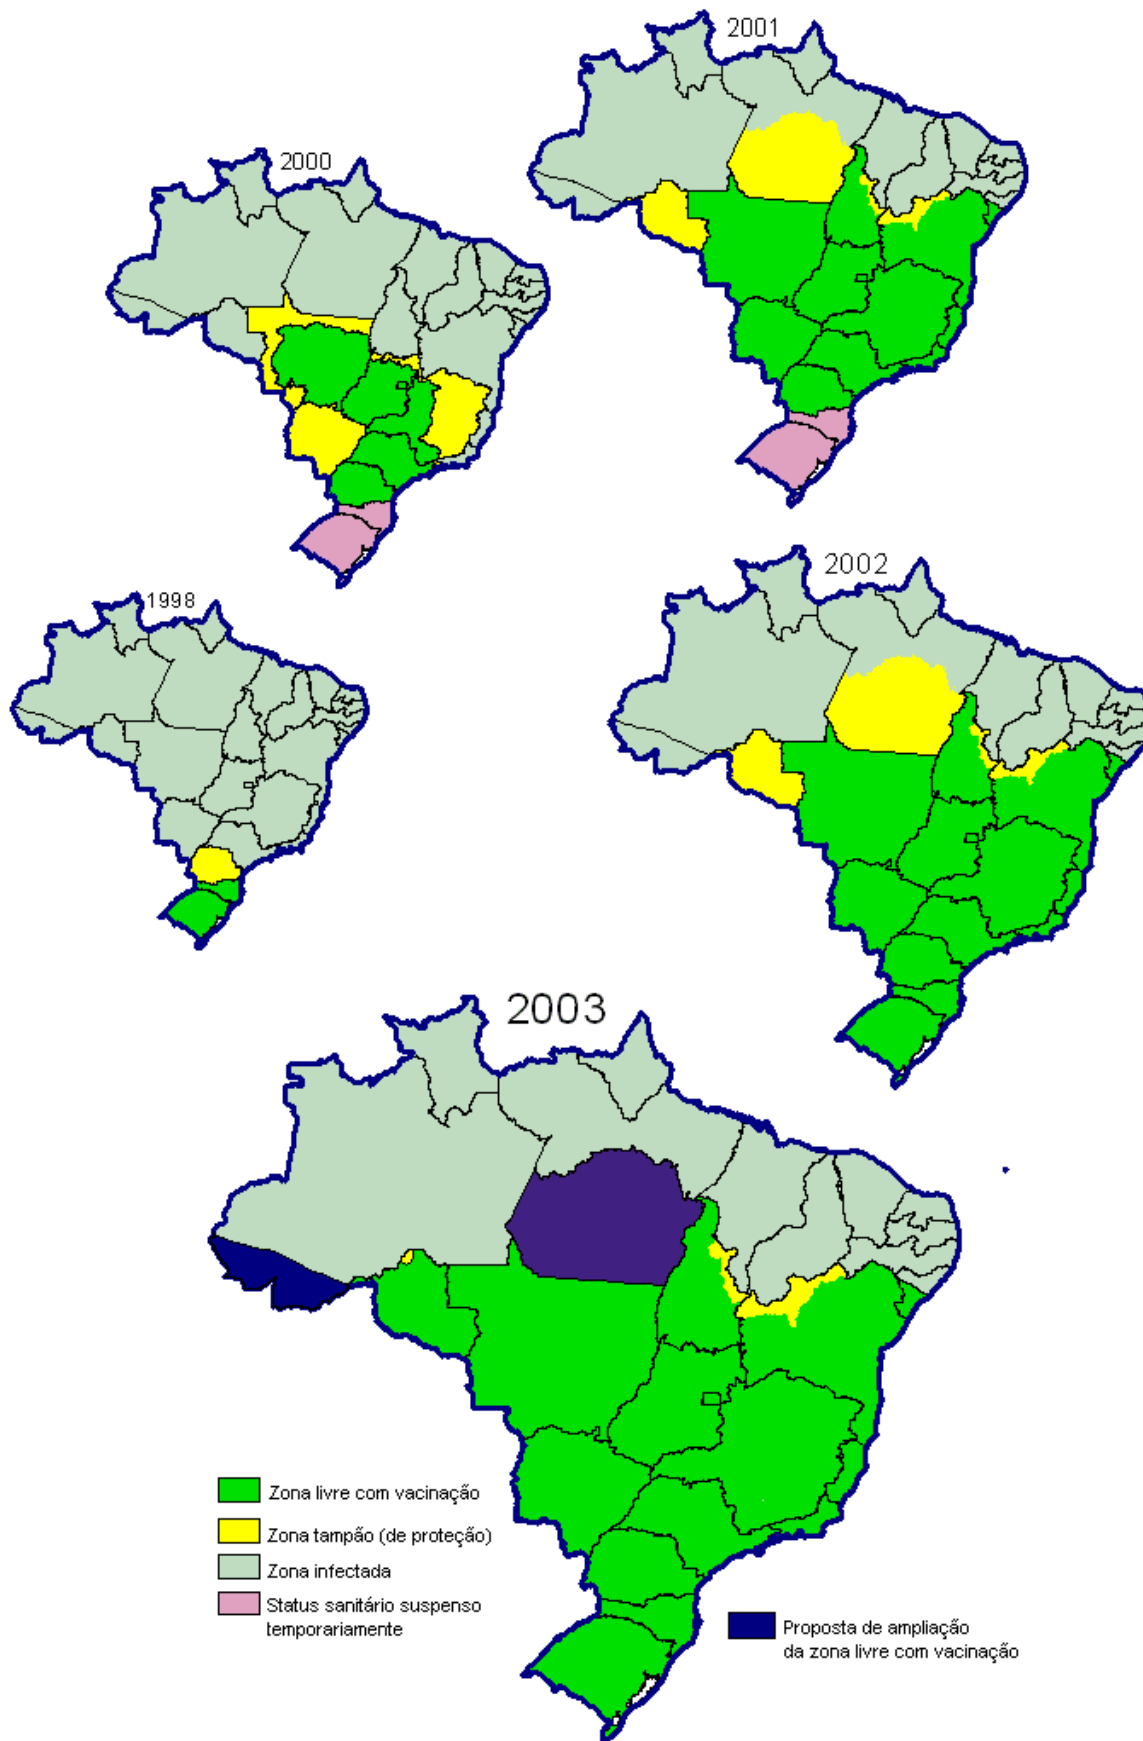 2001
2000
2002
1998
2003
Zona livre com vacinação
Zona tampão (de proteção)
Zona infectada
Status sanitário suspenso
temporariamente
Proposta de ampliação
da zona livre com vacinação